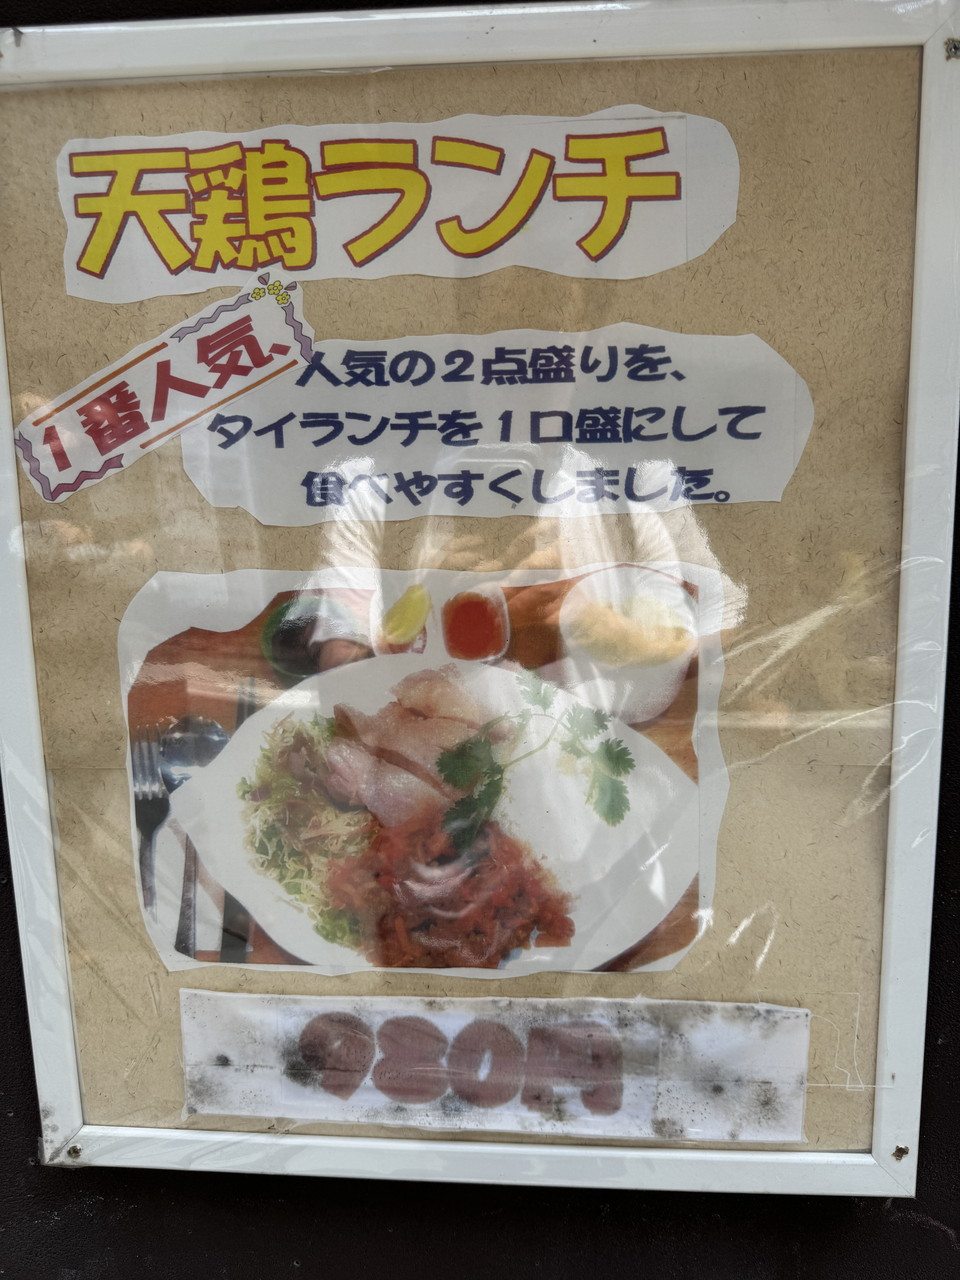 天鶏ランチ
1番人気、
人気の2点盛りを、
タイランチを1口盛にして
食べやすくしました。
980円